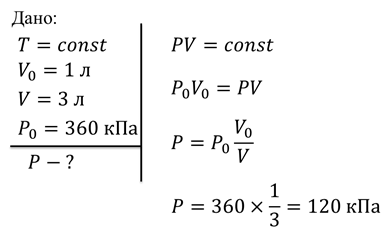 Дано:
T = const
V₀ = 1 л
V = 3 л
P₀ = 360 кПа
P − ?
PV = const
P₀V₀ = PV
P = P₀ V₀/V
P = 360 × 1/3 = 120 кПа